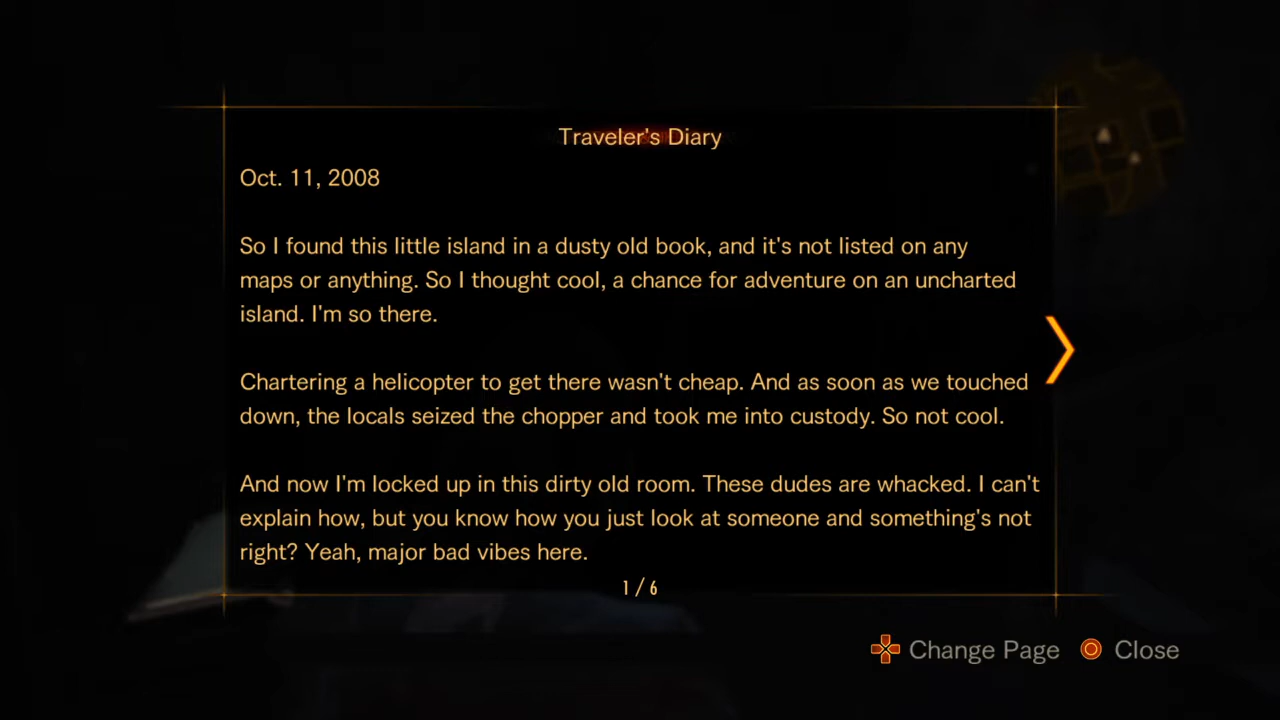 Traveler's Diary
Oct. 11, 2008
So I found this little island in a dusty old book, and it's not listed on any
maps or anything. So I thought cool, a chance for adventure on an uncharted
island. I'm so there.
Chartering a helicopter to get there wasn't cheap. And as soon as we touched
down, the locals seized the chopper and took me into custody. So not cool.
And now I'm locked up in this dirty old room. These dudes are whacked. I can't
explain how, but you know how you just look at someone and something's not
right? Yeah, major bad vibes here.
1 / 6
Change Page
Close